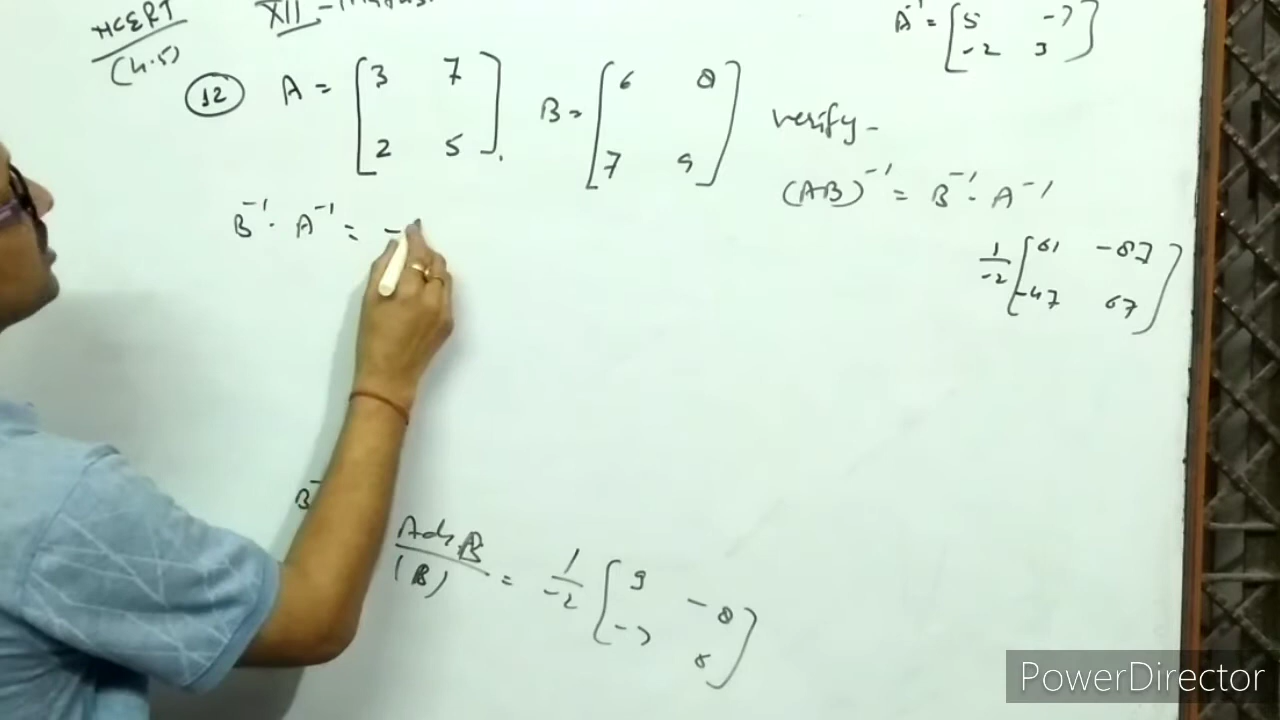 NCERT XII - Maths.
(4.5)
A⁻¹ = [5 -7
-2 3]
12 A = [3 7
2 5]. B = [6 8
7 9] verify -
(AB)⁻¹ = B⁻¹. A⁻¹
B⁻¹. A⁻¹ = -
1/-2 [61 -87
-47 67]
B⁻
Adj B/(B) = 1/-2 [9 -8
-7 6]
PowerDirector